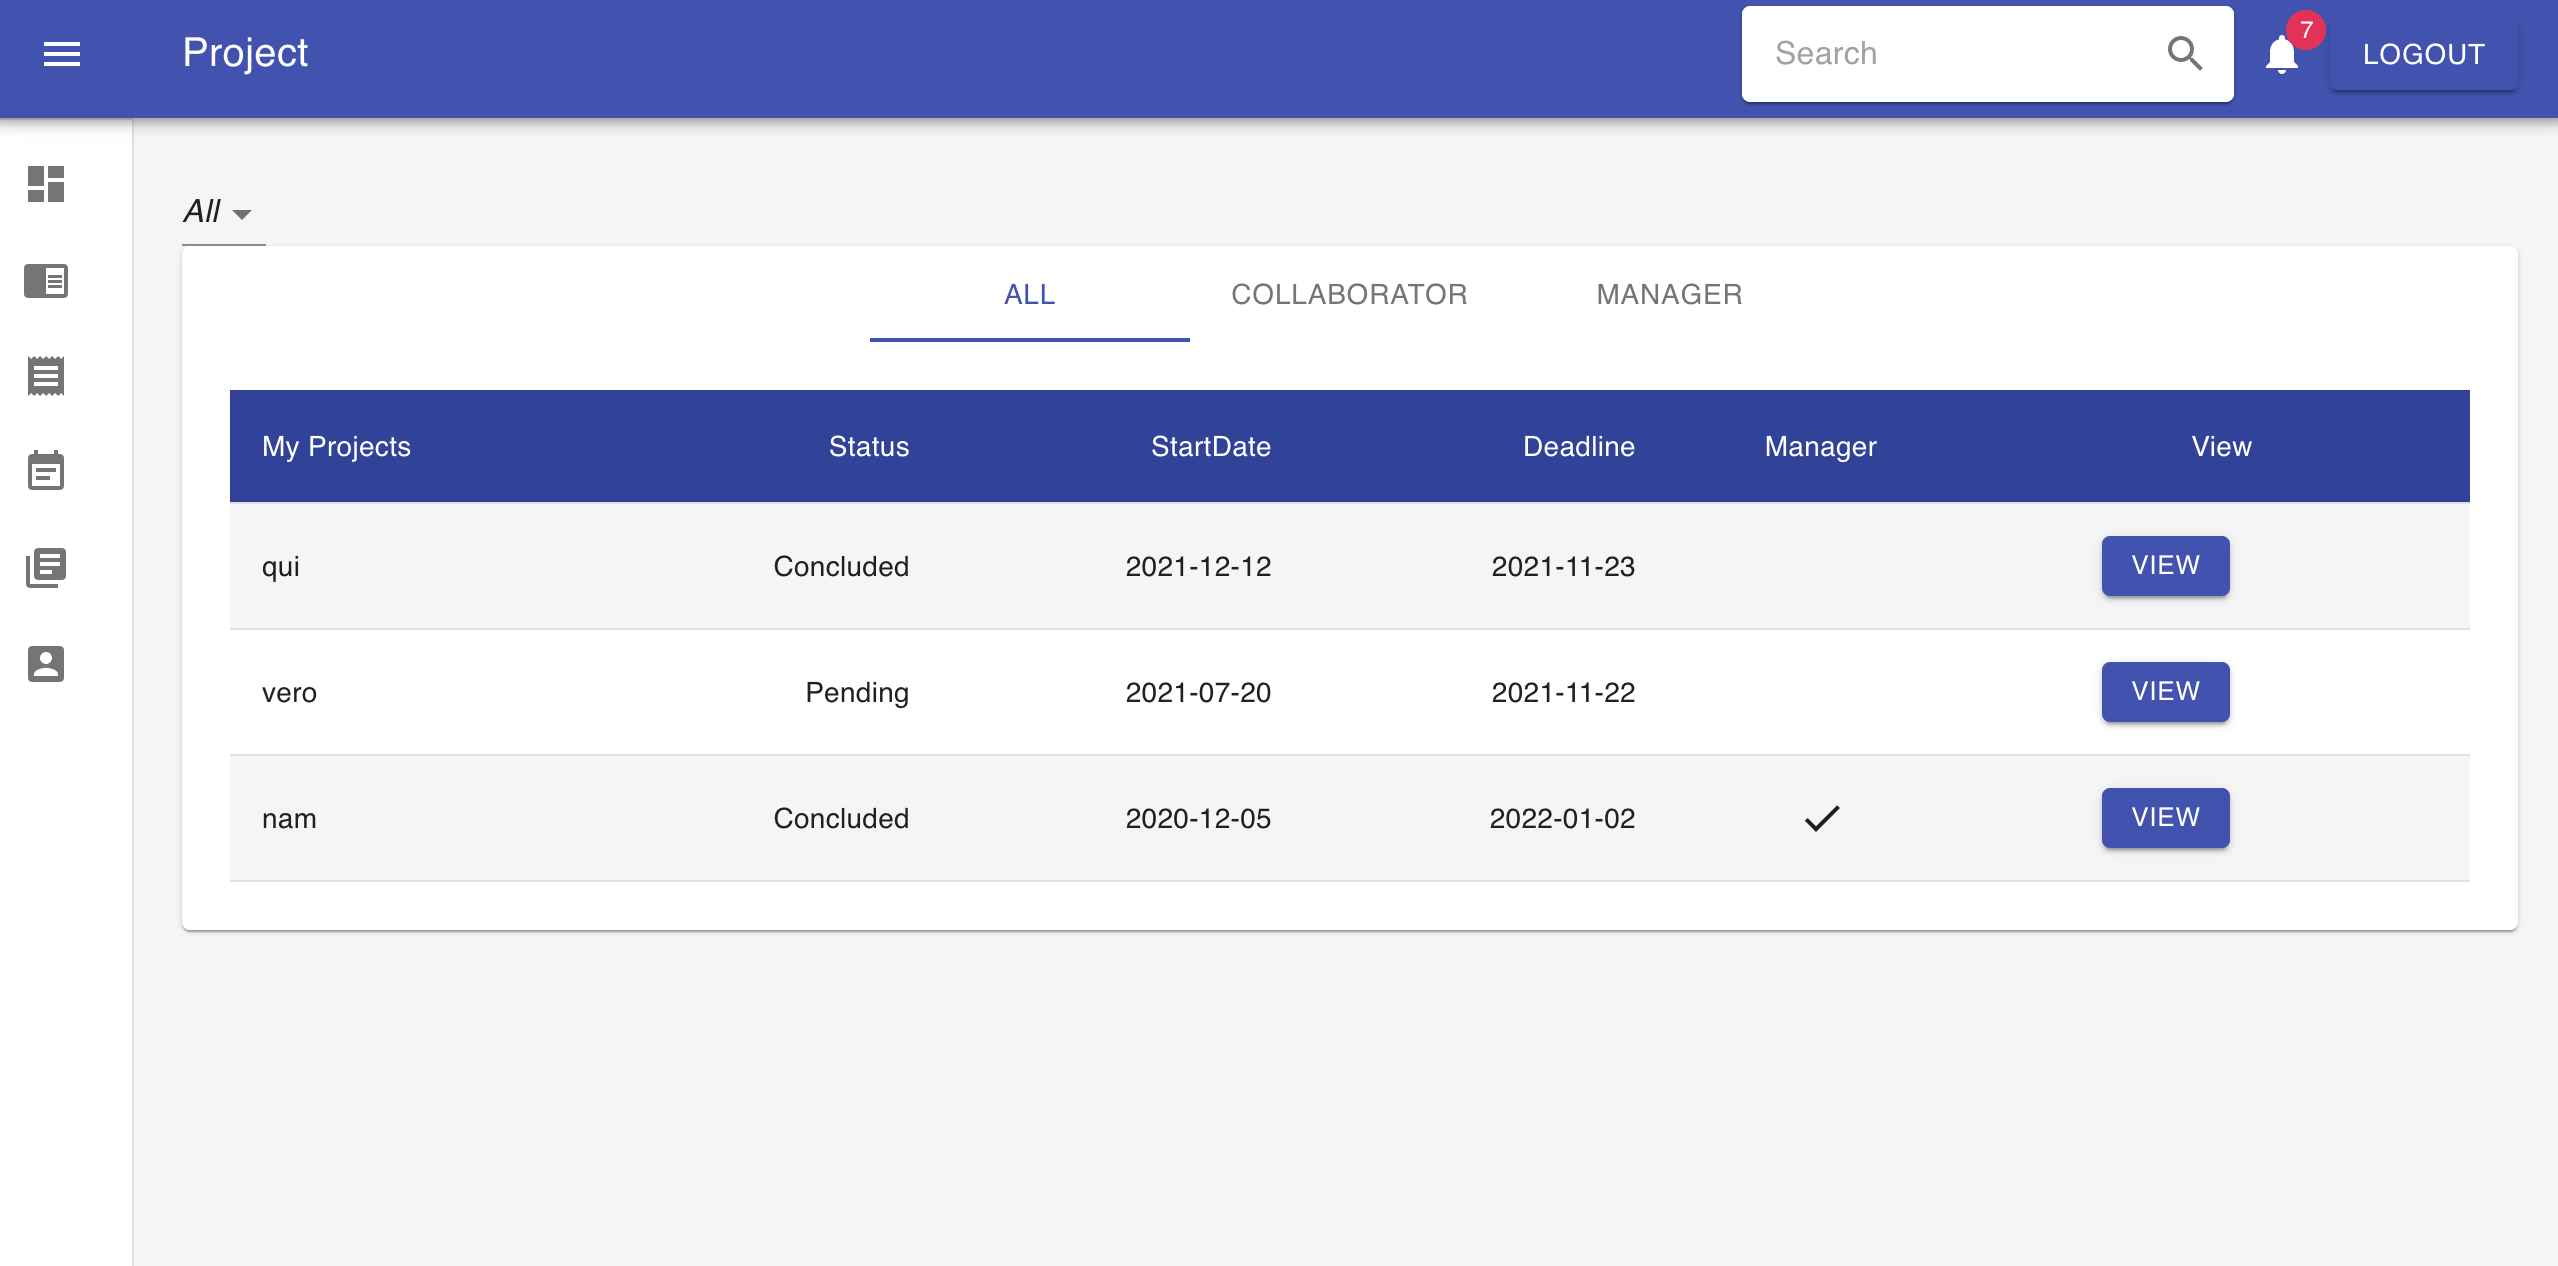 Project
Search
7
LOGOUT
All
ALL COLLABORATOR MANAGER
My Projects Status StartDate Deadline Manager View
qui Concluded 2021-12-12 2021-11-23 VIEW
vero Pending 2021-07-20 2021-11-22 VIEW
nam Concluded 2020-12-05 2022-01-02 VIEW